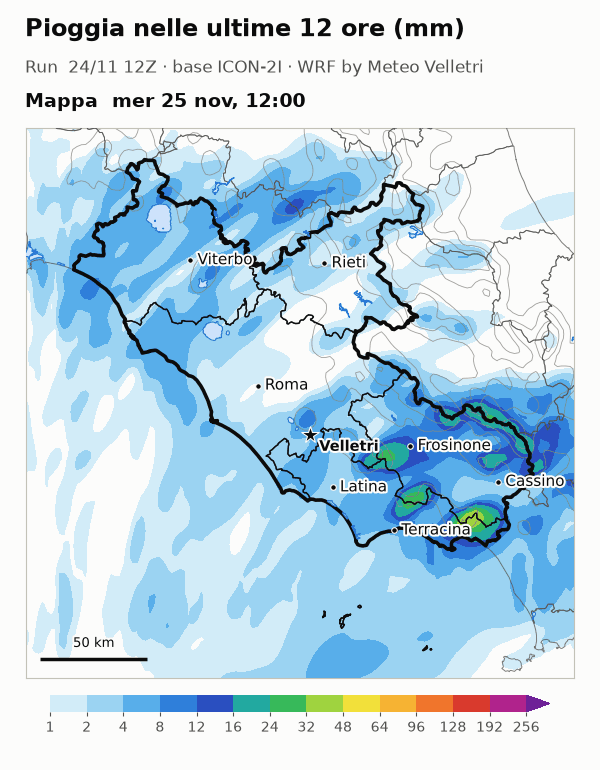 Pioggia nelle ultime 12 ore (mm)
Run  24/11 12Z · base ICON-2I · WRF by Meteo Velletri
Mappa  mer 25 nov, 12:00
Viterbo
Rieti
Roma
Velletri
Frosinone
Latina
Cassino
Terracina
50 km
1 2 4 8 12 16 24 32 48 64 96 128 192 256